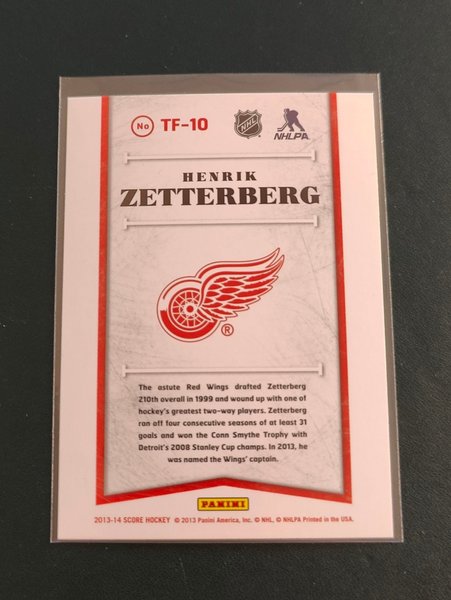 No TF-10 NHL NHLPA
HENRIK
ZETTERBERG
®
The astute Red Wings drafted Zetterberg
210th overall in 1999 and wound up with one of
hockey's greatest two-way players. Zetterberg
ran off four consecutive seasons of at least 31
goals and won the Conn Smythe Trophy with
Detroit's 2008 Stanley Cup champs. In 2013, he
was named the Wings' captain.
PANINI
2013-14 SCORE HOCKEY © 2013 Panini America, Inc. © NHL. © NHLPA Printed in the USA.